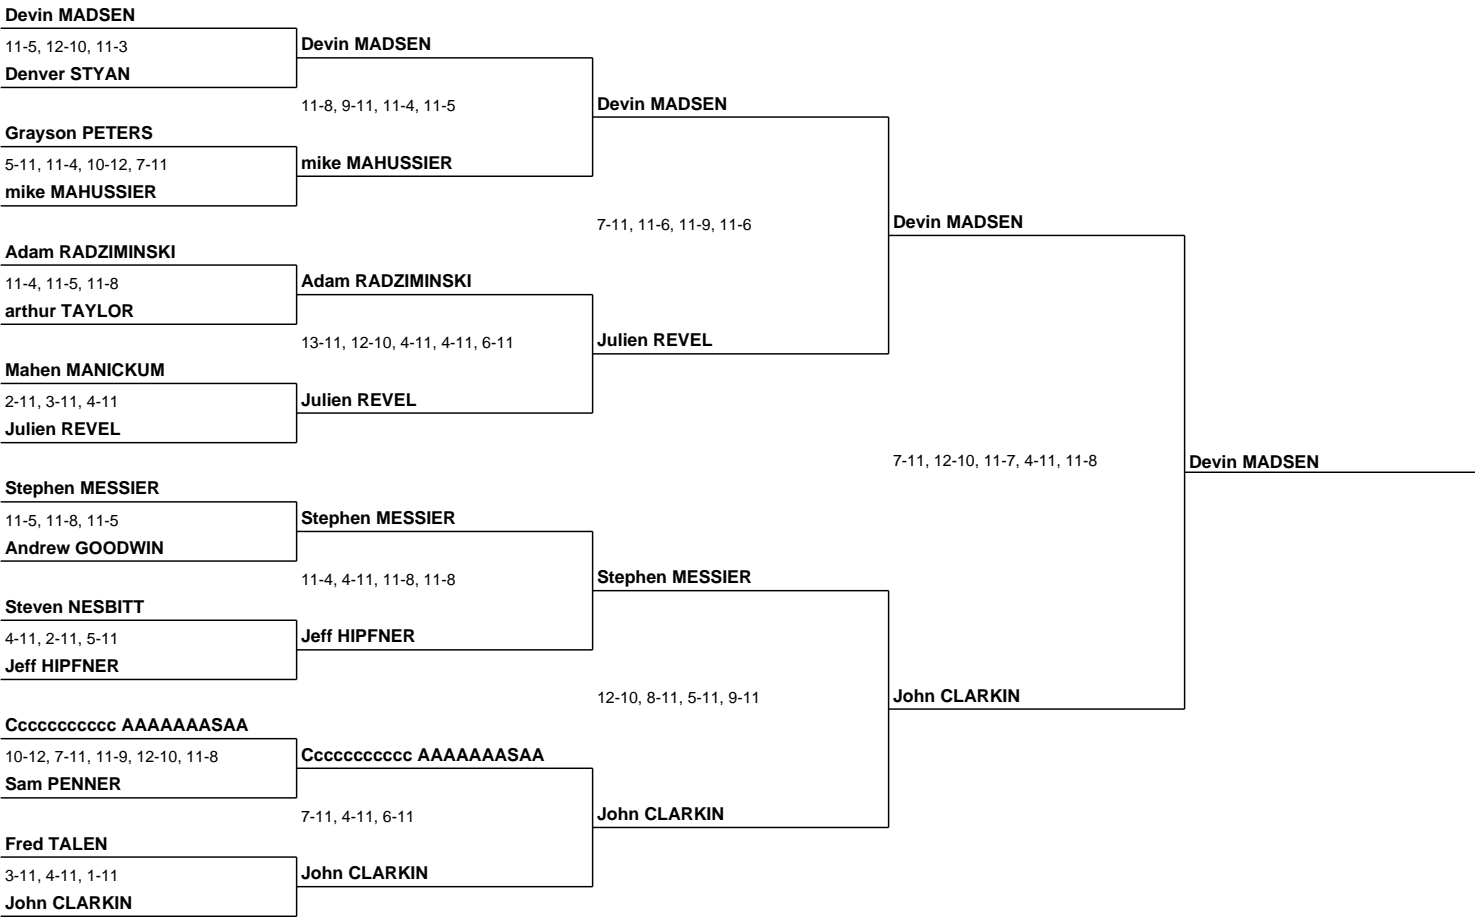 Devin MADSEN
11-5, 12-10, 11-3
Denver STYAN
Grayson PETERS
5-11, 11-4, 10-12, 7-11
mike MAHUSSIER
Adam RADZIMINSKI
11-4, 11-5, 11-8
arthur TAYLOR
Mahen MANICKUM
2-11, 3-11, 4-11
Julien REVEL
Stephen MESSIER
11-5, 11-8, 11-5
Andrew GOODWIN
Steven NESBITT
4-11, 2-11, 5-11
Jeff HIPFNER
Ccccccccccc AAAAAAASAA
10-12, 7-11, 11-9, 12-10, 11-8
Sam PENNER
Fred TALEN
3-11, 4-11, 1-11
John CLARKIN
Devin MADSEN
11-8, 9-11, 11-4, 11-5
mike MAHUSSIER
Adam RADZIMINSKI
13-11, 12-10, 4-11, 4-11, 6-11
Julien REVEL
Stephen MESSIER
11-4, 4-11, 11-8, 11-8
Jeff HIPFNER
Ccccccccccc AAAAAAASAA
7-11, 4-11, 6-11
John CLARKIN
Devin MADSEN
7-11, 11-6, 11-9, 11-6
Julien REVEL
Stephen MESSIER
12-10, 8-11, 5-11, 9-11
John CLARKIN
Devin MADSEN
7-11, 12-10, 11-7, 4-11, 11-8
John CLARKIN
Devin MADSEN